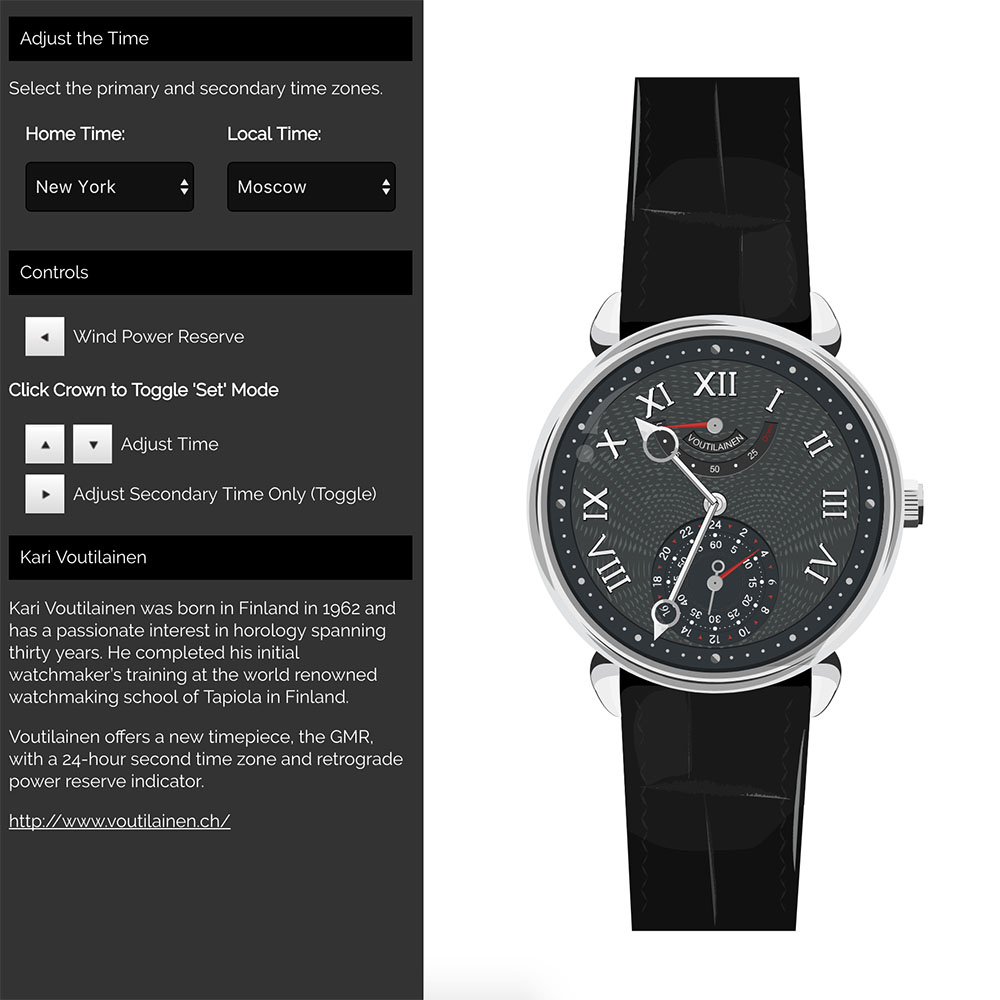 Adjust the Time
Select the primary and secondary time zones.
Home Time:
Local Time:
New York
Moscow
Controls
Wind Power Reserve
Click Crown to Toggle 'Set' Mode
Adjust Time
Adjust Secondary Time Only (Toggle)
Kari Voutilainen
Kari Voutilainen was born in Finland in 1962 and
has a passionate interest in horology spanning
thirty years. He completed his initial
watchmaker's training at the world renowned
watchmaking school of Tapiola in Finland.
Voutilainen offers a new timepiece, the GMR,
with a 24-hour second time zone and retrograde
power reserve indicator.
http://www.voutilainen.ch/
XII
I
II
III
IV
VIII
IX
X
XI
VOUTILAINEN
50
25
24
2
4
6
8
10
12
14
16
18
20
22
60
5
10
15
20
25
30
35
40
50